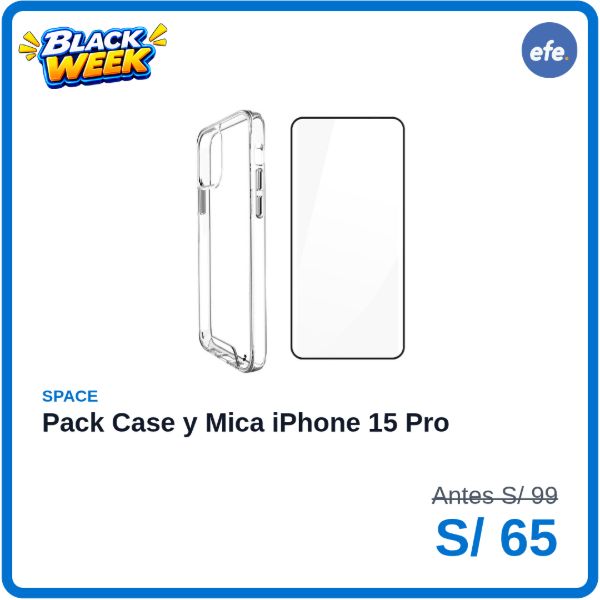 BLACK
WEEK
efe.
SPACE
Pack Case y Mica iPhone 15 Pro
Antes S/ 99
S/ 65